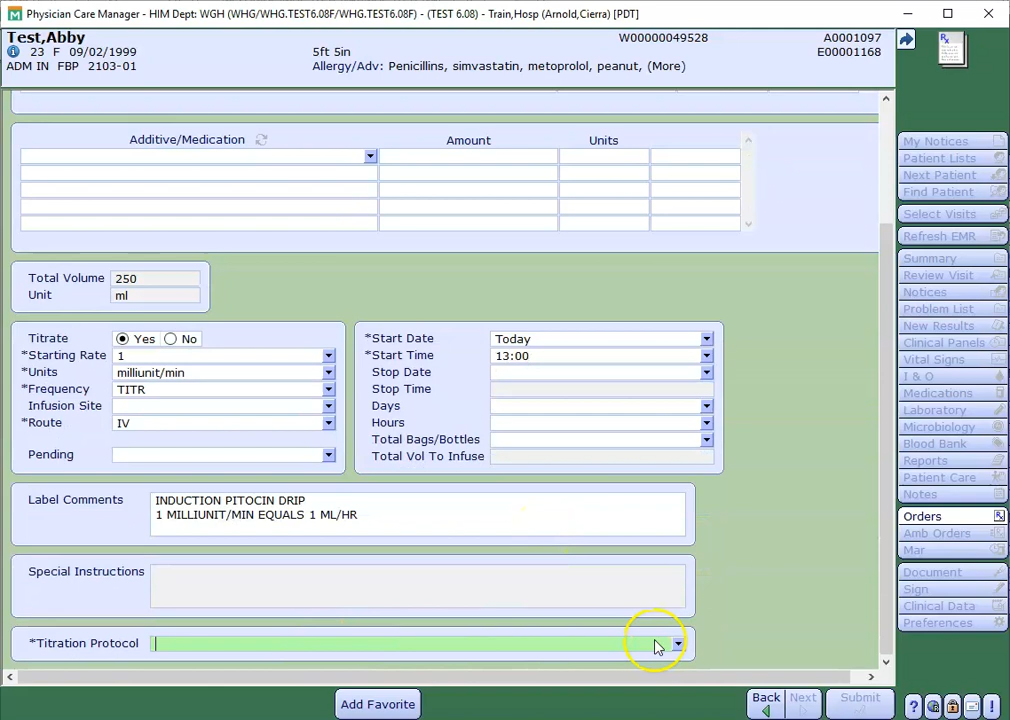 Physician Care Manager - HIM Dept: WGH (WHG/WHG.TEST6.08F/WHG.TEST6.08F) - (TEST 6.08) - Train,Hosp (Arnold,Cierra) [PDT]
Test,Abby
W00000049528
A0001097
23 F 09/02/1999
5ft 5in
E00001168
ADM IN FBP 2103-01
Allergy/Adv: Penicillins, simvastatin, metoprolol, peanut, (More)
Additive/Medication
Amount
Units
Total Volume 250
Unit ml
Titrate Yes No
*Starting Rate 1
*Units milliunit/min
*Frequency TITR
Infusion Site
*Route IV
Pending
*Start Date Today
*Start Time 13:00
Stop Date
Stop Time
Days
Hours
Total Bags/Bottles
Total Vol To Infuse
Label Comments
INDUCTION PITOCIN DRIP
1 MILLIUNIT/MIN EQUALS 1 ML/HR
Special Instructions
*Titration Protocol
Add Favorite
Back
Next
Submit
Rx
My Notices
Patient Lists
Next Patient
Find Patient
Select Visits
Refresh EMR
Summary
Review Visit
Notices
Problem List
New Results
Clinical Panels
Vital Signs
I & O
Medications
Laboratory
Microbiology
Blood Bank
Reports
Patient Care
Notes
Orders
Amb Orders
Mar
Document
Sign
Clinical Data
Preferences